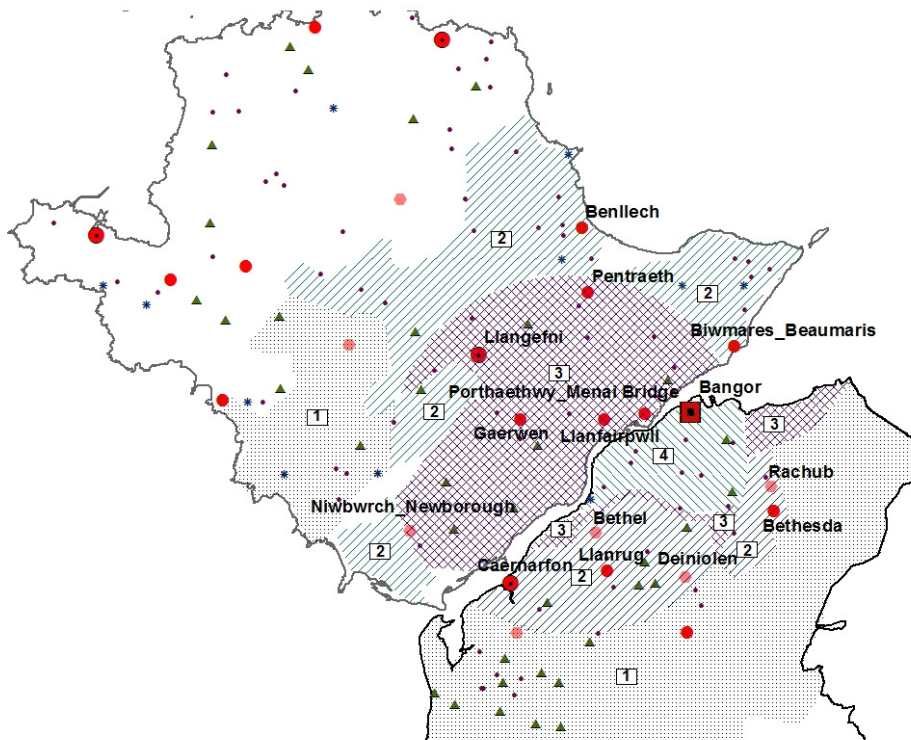 Benllech
2
Pentraeth
2
Biwmares_Beaumaris
Llangefni
3
Porthaethwy_Menai Bridge
Bangor
1
2
Gaerwen
Llanfairpwll
3
4
Rachub
Niwbwrch_Newborough
3
Bethel
3
Bethesda
2
2
Caernarfon
Llanrug
2
Deiniolen
1